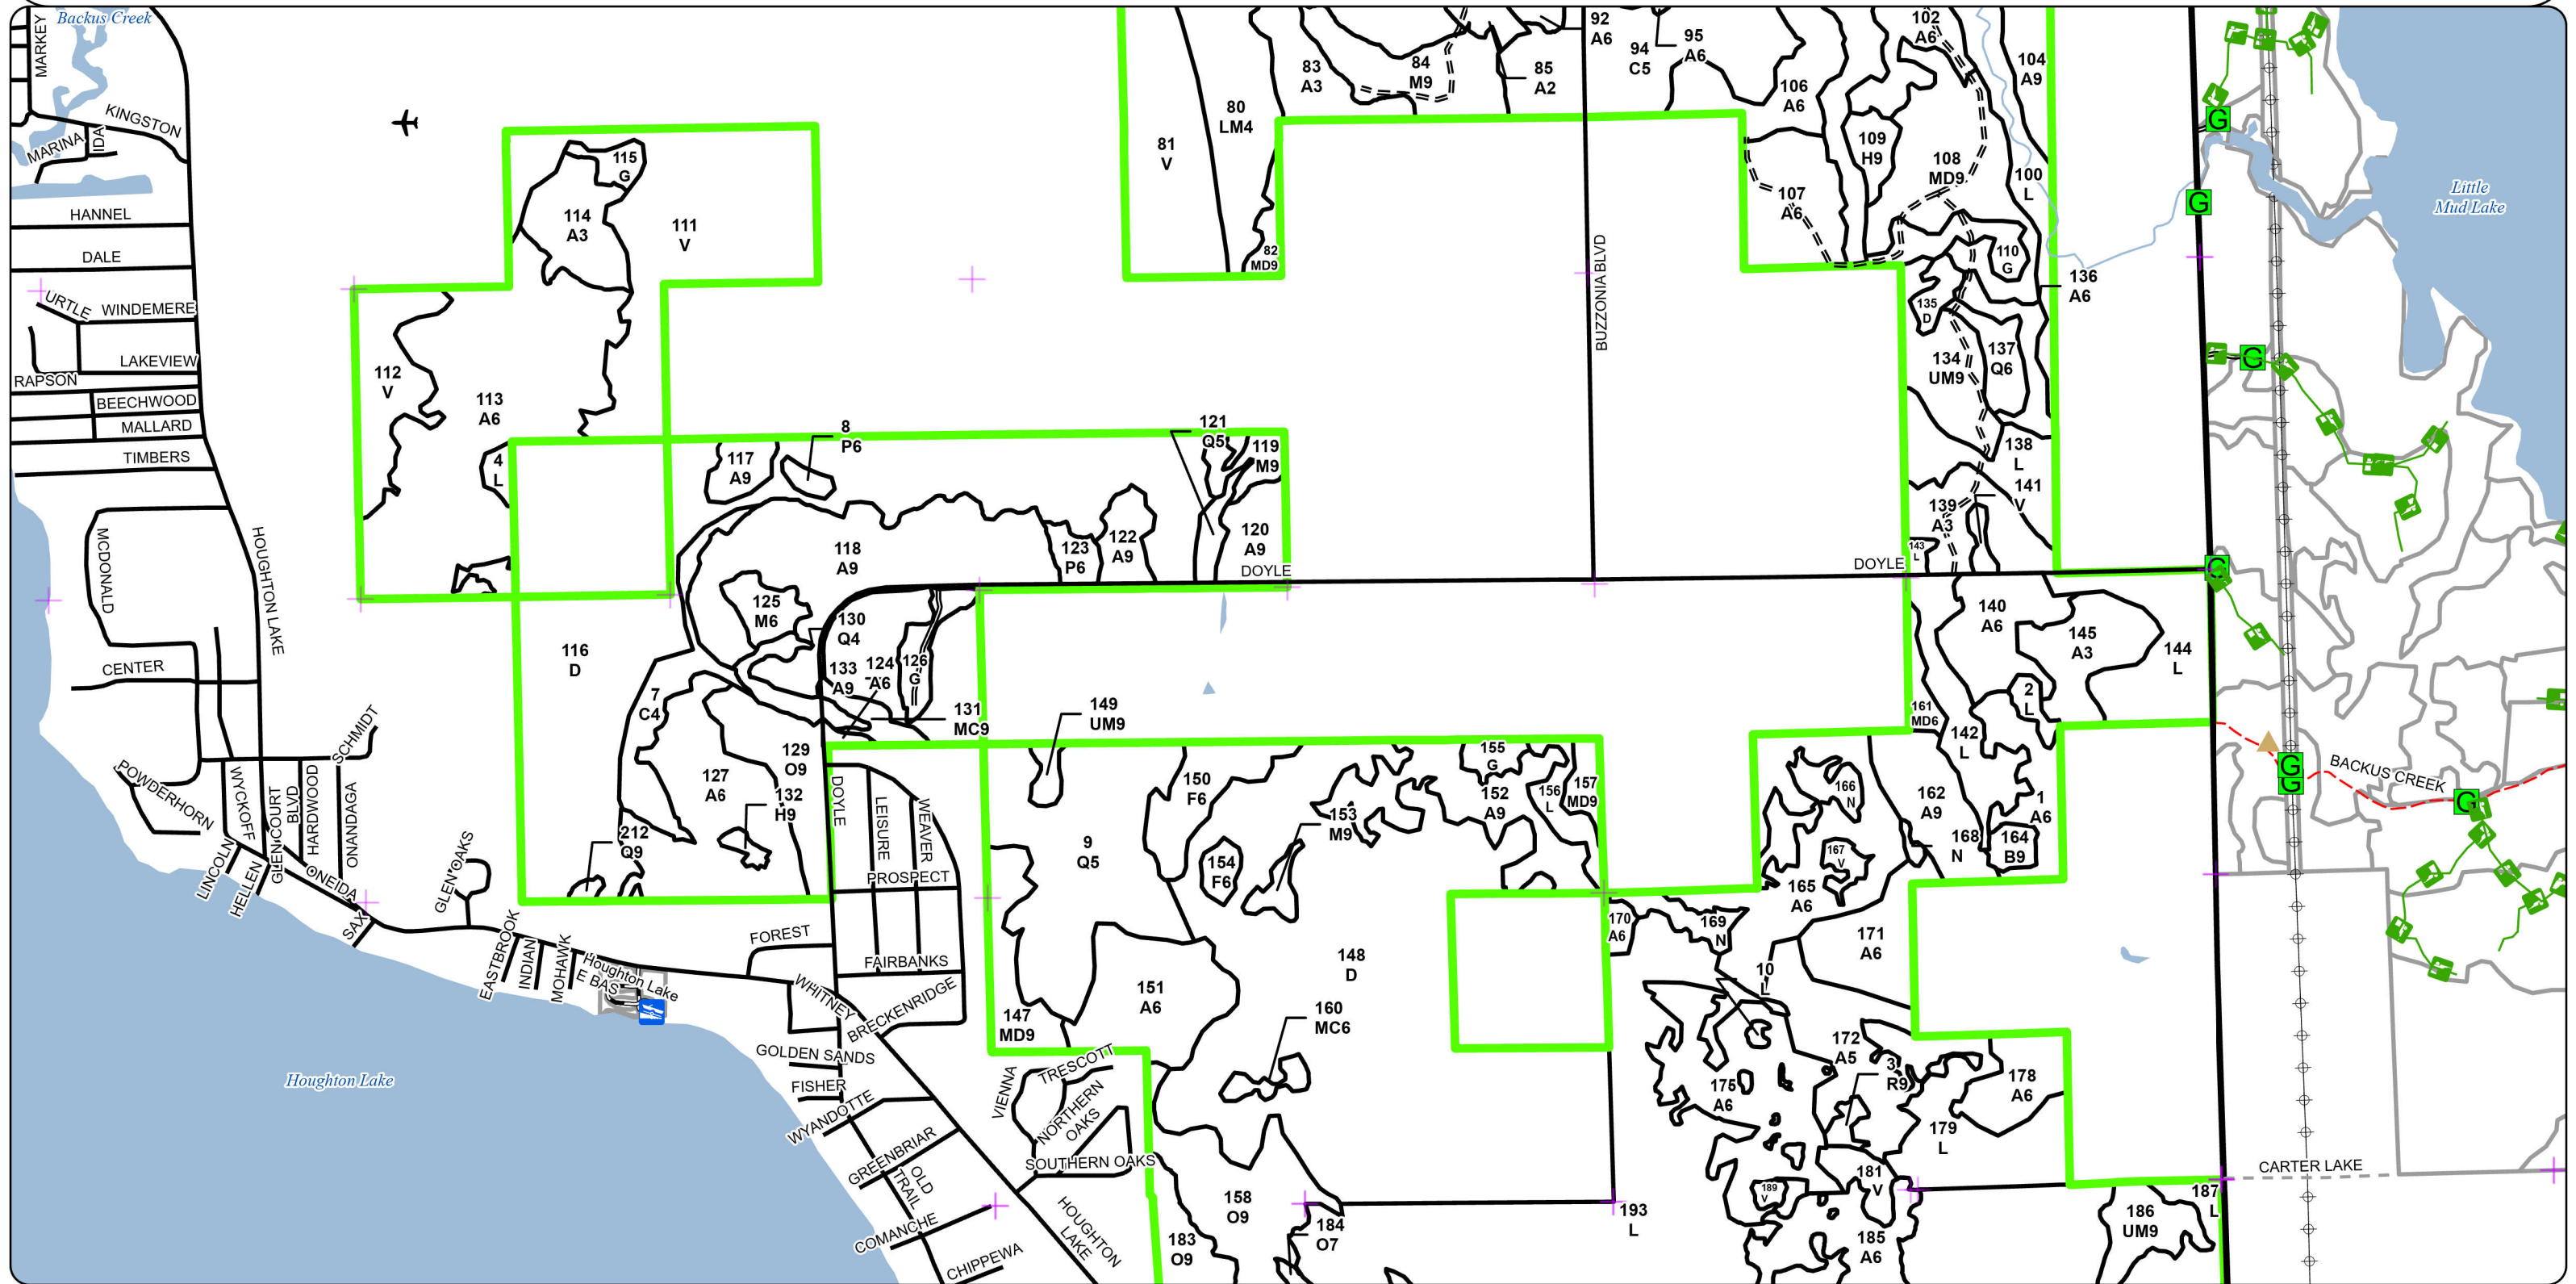 Backus Creek
MARKEY
KINGSTON
MARINA
IDA
HANNEL
DALE
URTLE
WINDEMERE
LAKEVIEW
RAPSON
BEECHWOOD
MALLARD
TIMBERS
MCDONALD
HOUGHTON LAKE
CENTER
SCHMIDT
POWDERHORN
WYCKOFF
GLENCOURT
BLVD
HARDWOOD
ONANDAGA
LINCOLN
HELLEN
ONEIDA
SAX
GLEN OAKS
EASTBROOK
INDIAN
MOHAWK
Houghton Lake
E BAS
Houghton Lake
FOREST
WHITNEY
BRECKENRIDGE
FAIRBANKS
PROSPECT
DOYLE
LEISURE
WEAVER
GOLDEN SANDS
FISHER
WYANDOTTE
GREENBRIAR
OLD
TRAIL
COMANCHE
CHIPPEWA
HOUGHTON
LAKE
VIENNA
TRESCOTT
NORTHERN
OAKS
SOUTHERN OAKS
115
G
114
A3
111
V
112
V
113
A6
4
L
116
D
117
A9
8
P6
118
A9
121
Q5
119
M9
120
A9
122
A9
123
P6
DOYLE
125
M6
130
Q4
133
A9
124
A6
126
G
131
MC9
7
C4
127
A6
129
O9
132
H9
212
Q9
81
V
80
LM4
82
MD9
83
A3
84
M9
85
A2
92
A6
94
C5
95
A6
106
A6
102
A6
104
A9
109
H9
108
MD9
107
A6
100
L
110
G
136
A6
135
D
134
UM9
137
Q6
138
L
139
A3
141
V
143
L
BUZZONIA BLVD
DOYLE
140
A6
145
A3
144
L
2
L
161
MD6
142
L
162
A9
1
A6
164
B9
168
N
166
N
167
V
165
A6
149
UM9
150
F6
9
Q5
154
F6
153
M9
155
G
152
A9
156
L
157
MD9
148
D
151
A6
147
MD9
160
MC6
158
O9
183
O9
184
O7
193
L
170
A6
169
N
171
A6
10
L
172
A5
3
R9
175
A6
178
A6
179
L
181
V
189
V
185
A6
186
UM9
187
L
Little
Mud Lake
G
G
G
G
G
G
G
BACKUS CREEK
CARTER LAKE